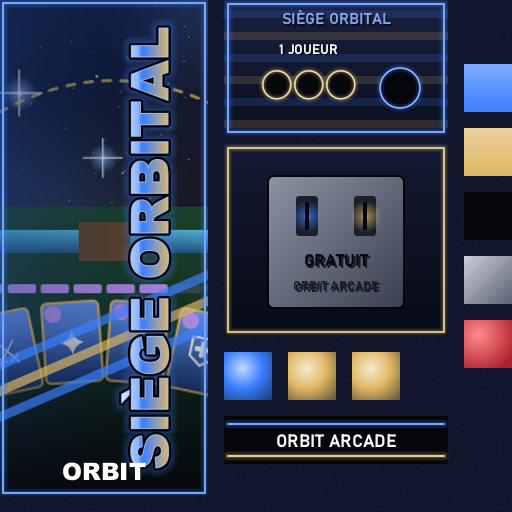 SIÈGE ORBITAL
ORBIT
SIÈGE ORBITAL
1 JOUEUR
GRATUIT
ORBIT ARCADE
ORBIT ARCADE